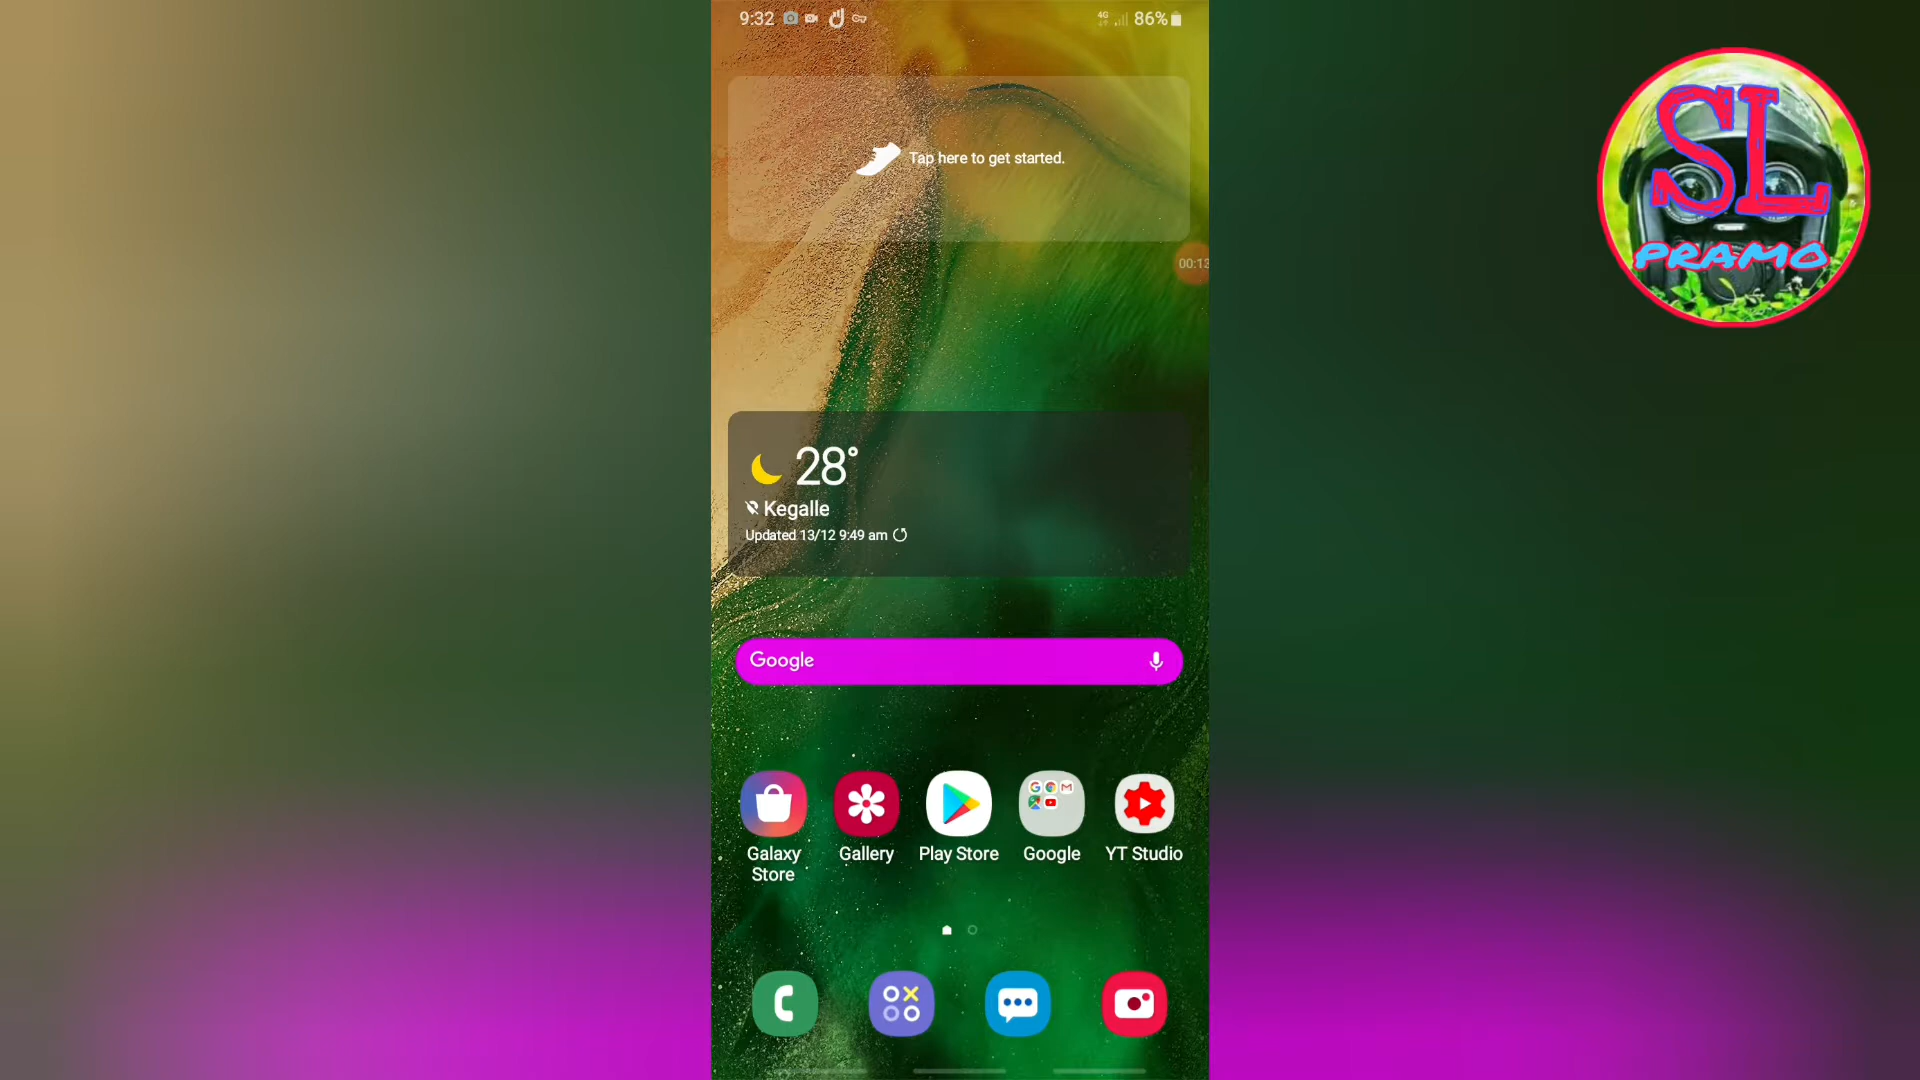 9:32
4G 86%
SL
PRAMO
Tap here to get started.
00:13
28°
Kegalle
Updated 13/12 9:49 am
Google
Galaxy Store
Gallery
Play Store
Google
YT Studio